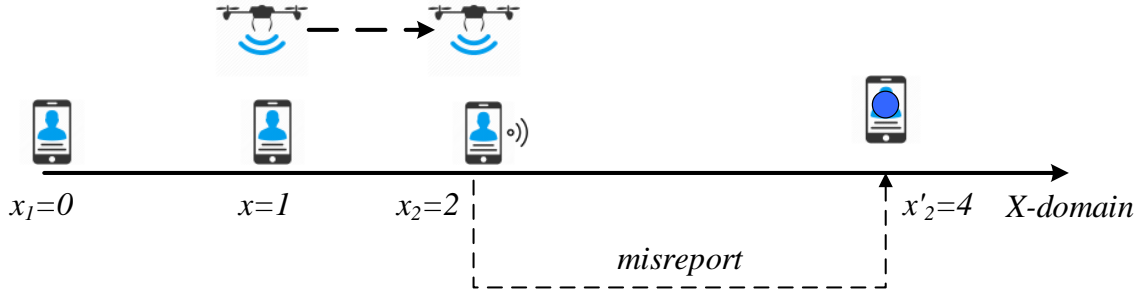 x₁=0 x=1 x₂=2 x'₂=4 X-domain
misreport